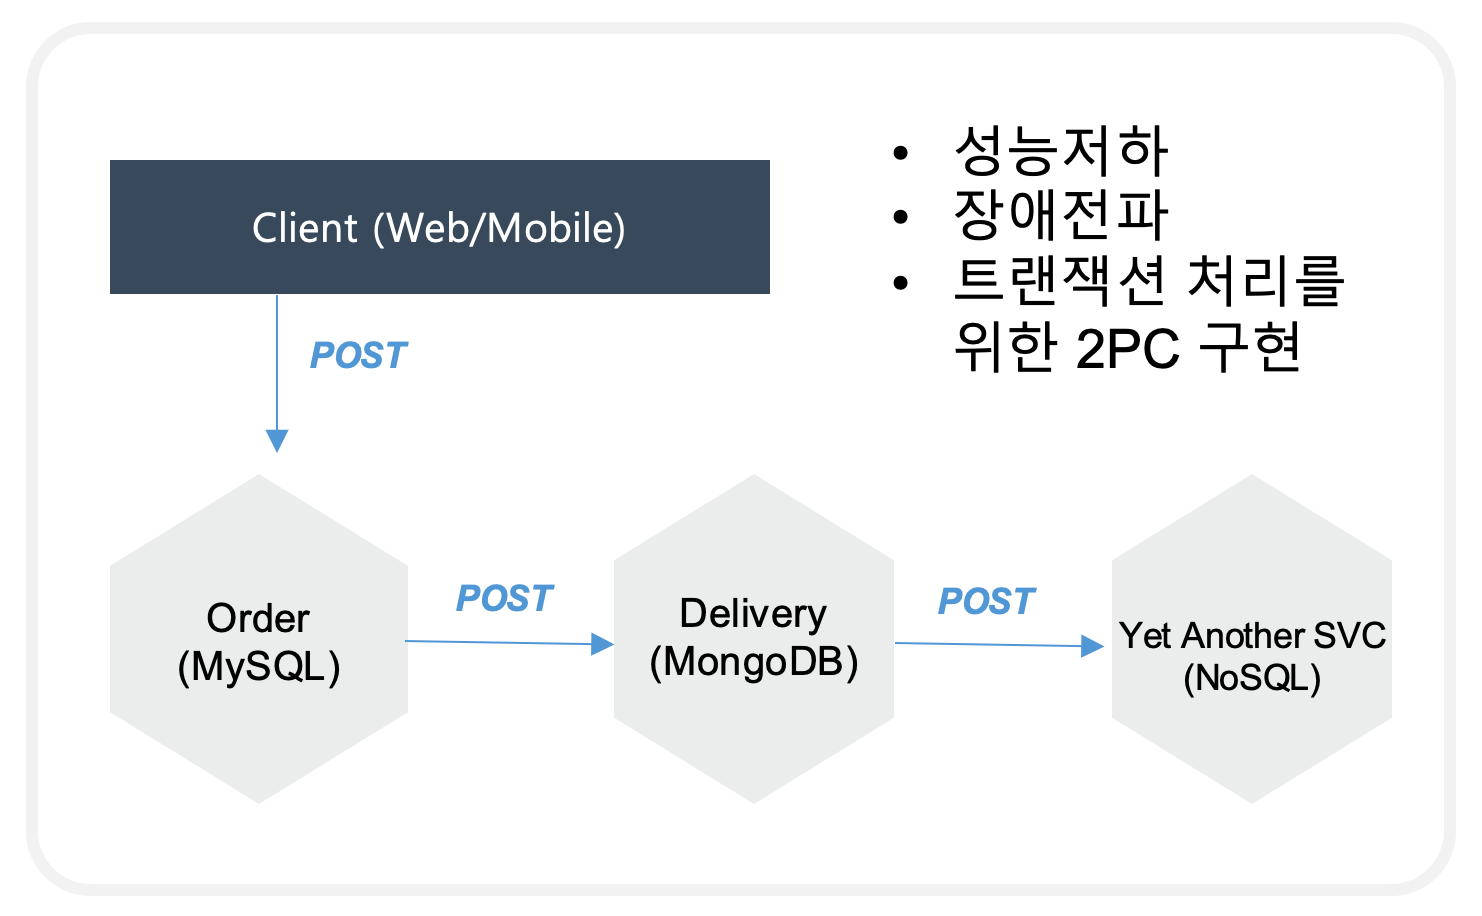 • 성능저하
• 장애전파
• 트랜잭션 처리를
위한 2PC 구현
Client (Web/Mobile)
POST
Order
(MySQL)
POST
Delivery
(MongoDB)
POST
Yet Another SVC
(NoSQL)